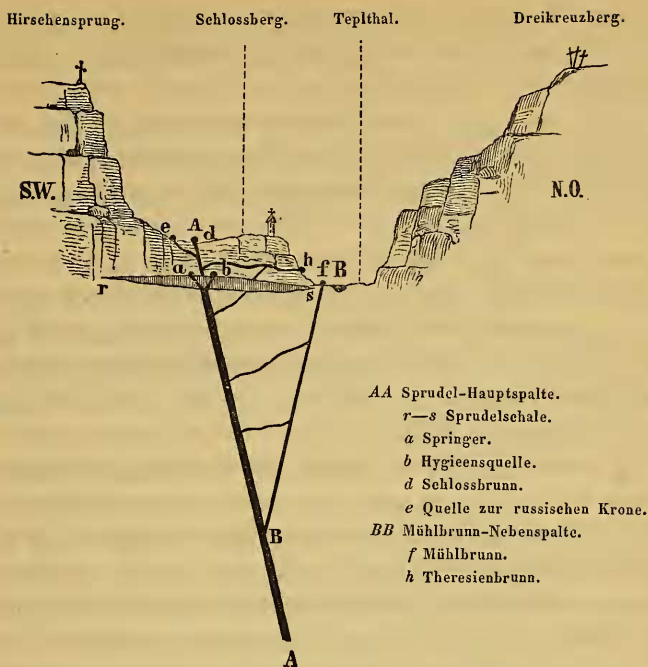 Hirschensprung. Schlossberg. Teplthal. Dreikreuzberg.
S.W. N.O.
e A d
a b h f B
r s
AA Sprudel-Hauptspalte.
r—s Sprudelschale.
a Springer.
b Hygieensquelle.
d Schlossbrunn.
e Quelle zur russischen Krone.
BB Mühlbrunn-Nebenspalte.
B
f Mühlbrunn.
h Theresienbrunn.
A